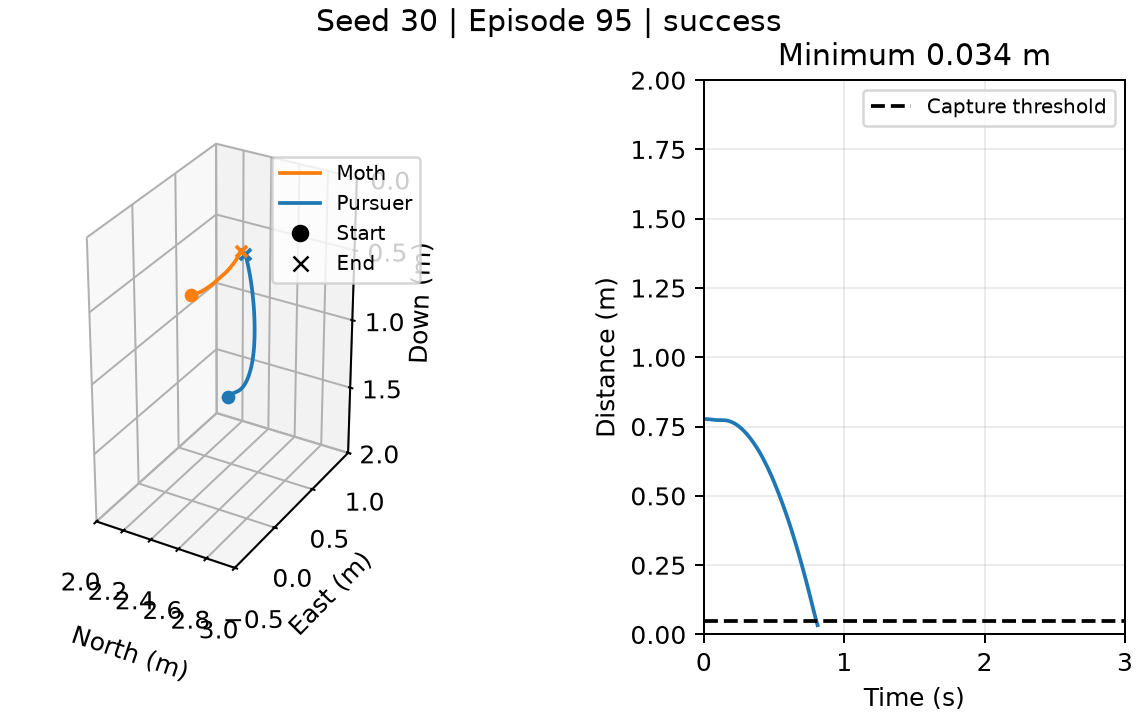 Seed 30 | Episode 95 | success
Minimum 0.034 m
Moth
Pursuer
Start
End
0.0
0.5
1.0
1.5
2.0
Down (m)
1.0
0.5
0.0
−0.5
East (m)
2.0
2.2
2.4
2.6
2.8
3.0
North (m)
Capture threshold
2.00
1.75
1.50
1.25
1.00
0.75
0.50
0.25
0.00
Distance (m)
0
1
2
3
Time (s)